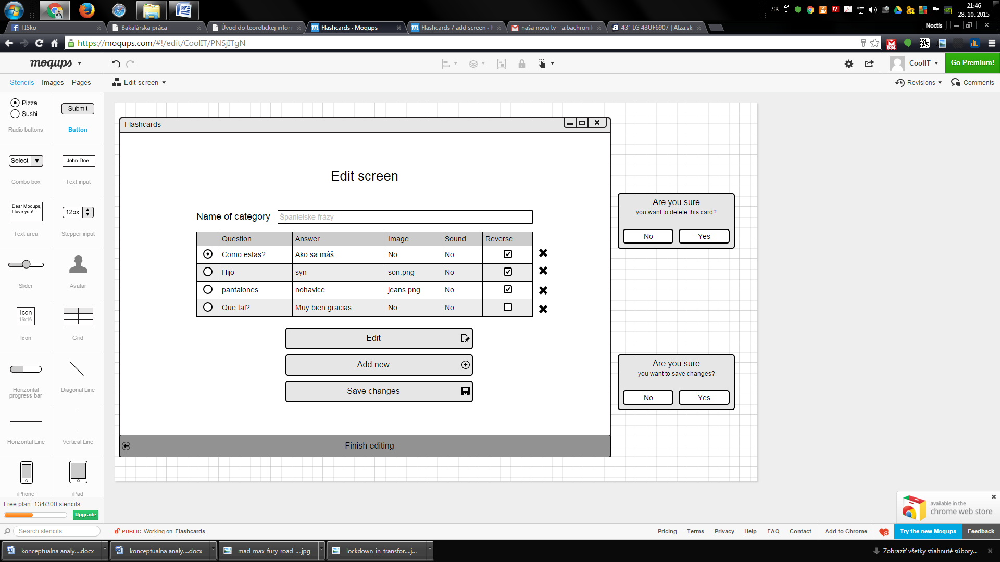 SK
21:46
28. 10. 2015
TISko
Bakalárska práca
Úvod do teoretickej inforn
Flashcards · Moqups
Flashcards / add screen ·
naša nova tv - a.bachronik
43" LG 43UF6907 | Alza.sk
Noctis
https://moqups.com/#!/edit/CoolIT/PNSjITgN
534
moqups
CoolIT
Go Premium!
Stencils
Images
Pages
Edit screen
Revisions
Comments
Pizza
Sushi
Radio buttons
Submit
Button
Select
Combo box
John Doe
Text input
Dear Moqups,
I love you!
Text area
12px
Stepper input
Slider
Avatar
Icon
16x16
Icon
Grid
Horizontal
progress bar
Diagonal Line
Horizontal Line
Vertical Line
iPhone
iPad
Free plan: 134/300 stencils
Upgrade
Search stencils
Flashcards
Edit screen
Name of category
Španielske frázy
Question Answer Image Sound Reverse
Como estas? Ako sa máš No No
Hijo syn son.png No
pantalones nohavice jeans.png No
Que tal? Muy bien gracias No No
Edit
Add new
Save changes
Finish editing
Are you sure
you want to delete this card?
No Yes
Are you sure
you want to save changes?
No Yes
available in the
chrome web store
PUBLIC Working on Flashcards
Pricing
Terms
Privacy
Help
FAQ
Contact
Add to Chrome
Try the new Moqups
Feedback
konceptualna analy....docx
konceptualna analy....docx
mad_max_fury_road_....jpg
lockdown_in_transfor....j...
Zobraziť všetky stiahnuté súbory...